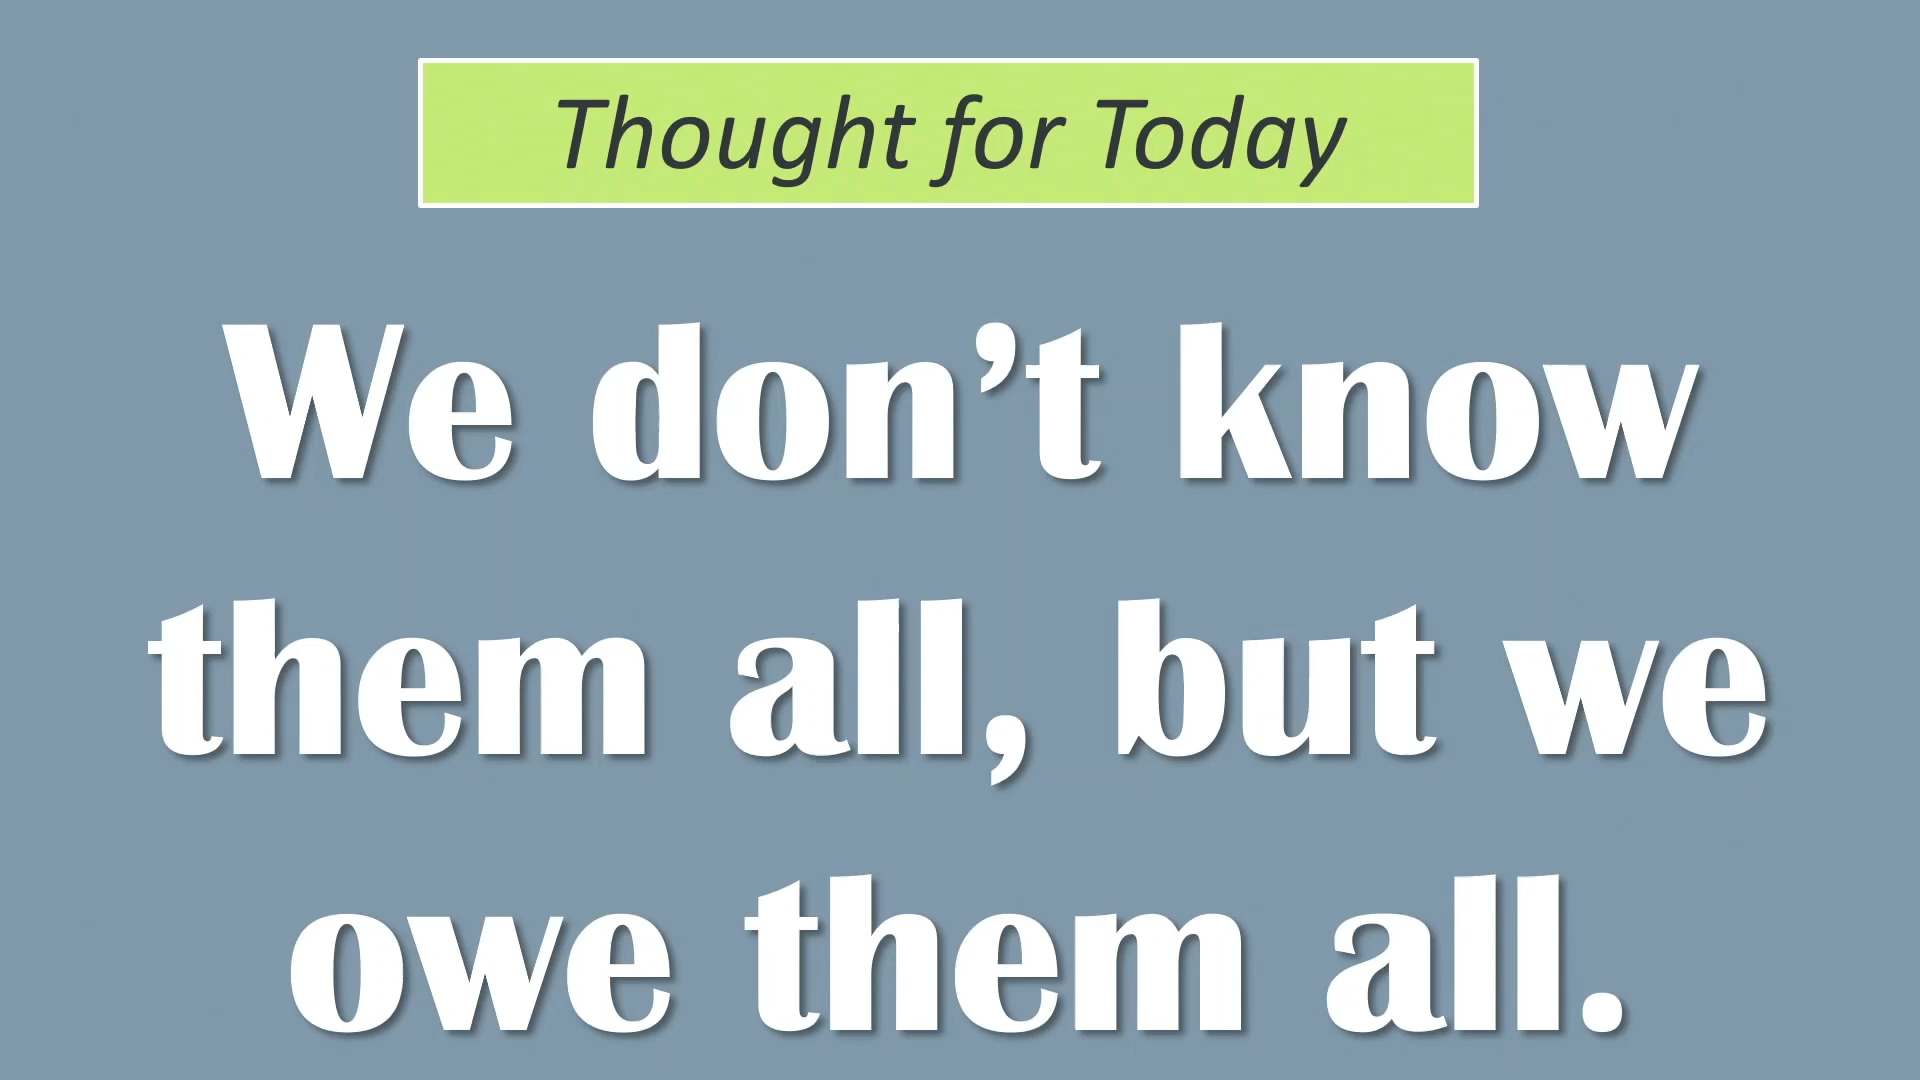 Thought for Today
We don’t know
them all, but we
owe them all.